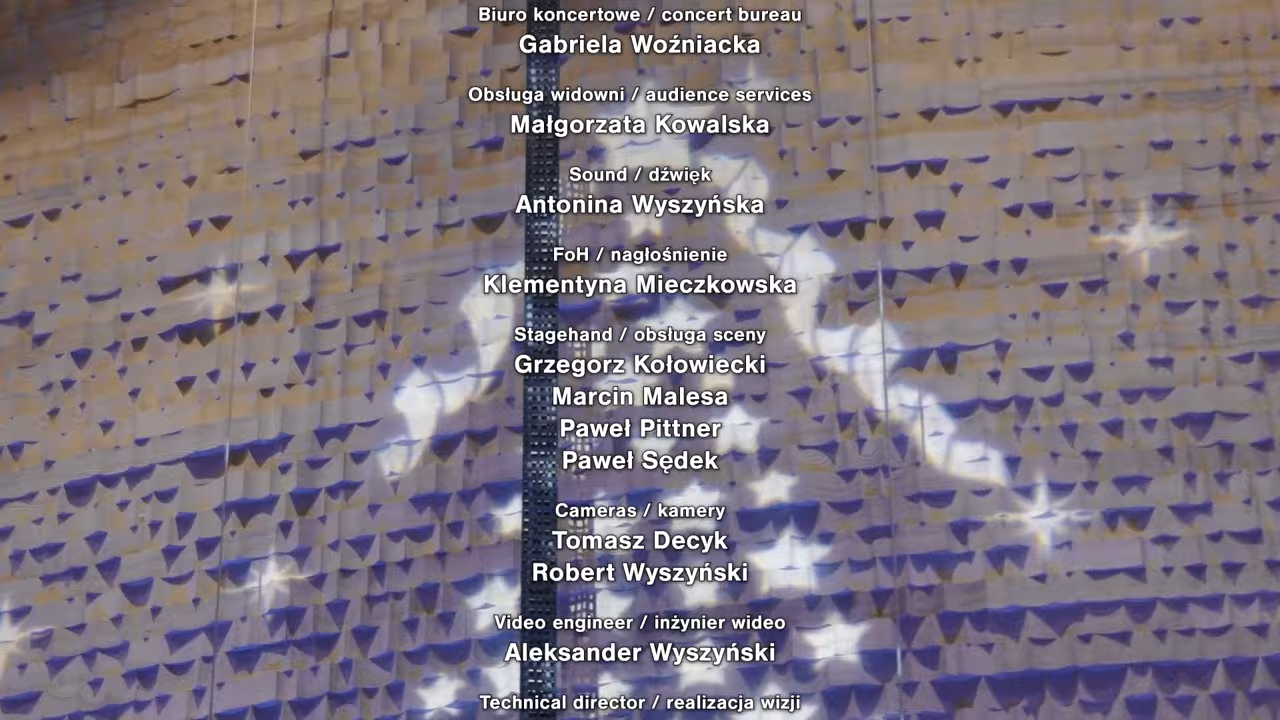 Biuro koncertowe / concert bureau
Gabriela Woźniacka
Obsługa widowni / audience services
Małgorzata Kowalska
Sound / dźwięk
Antonina Wyszyńska
FoH / nagłośnienie
Klementyna Mieczkowska
Stagehand / obsługa sceny
Grzegorz Kołowiecki
Marcin Malesa
Paweł Pittner
Paweł Sędek
Cameras / kamery
Tomasz Decyk
Robert Wyszyński
Video engineer / inżynier wideo
Aleksander Wyszyński
Technical director / realizacja wizji